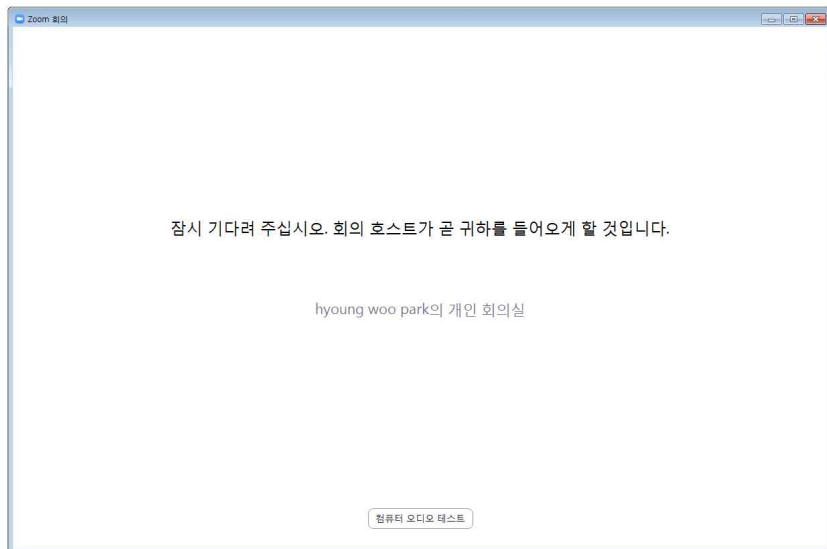 Zoom 회의
잠시 기다려 주십시오. 회의 호스트가 곧 귀하를 들어오게 할 것입니다.
hyoung woo park의 개인 회의실
컴퓨터 오디오 테스트